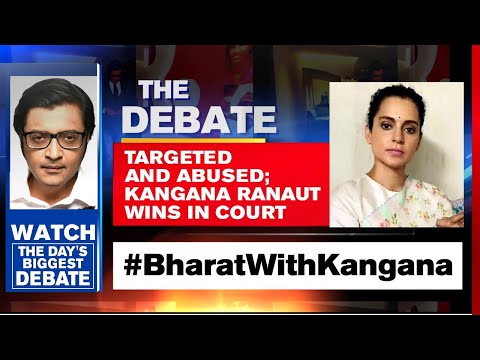 THE
DEBATE
TARGETED
AND ABUSED;
KANGANA RANAUT
WINS IN COURT
WATCH
THE DAY'S
BIGGEST
DEBATE
#BharatWithKangana